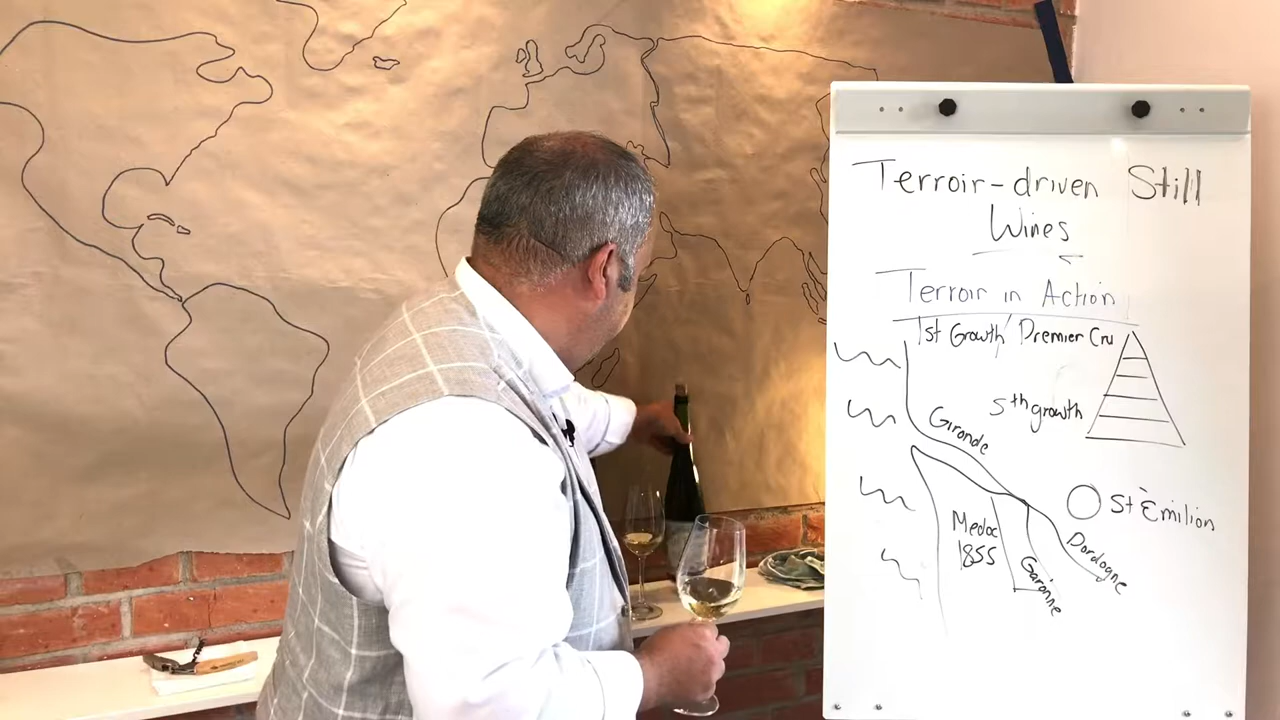 Terroir-driven Still
Wines
Terroir in Action
1st Growth Premier Cru
5th growth
Gironde
St Èmilion
Medoc
1855
Dordogne
Garonne